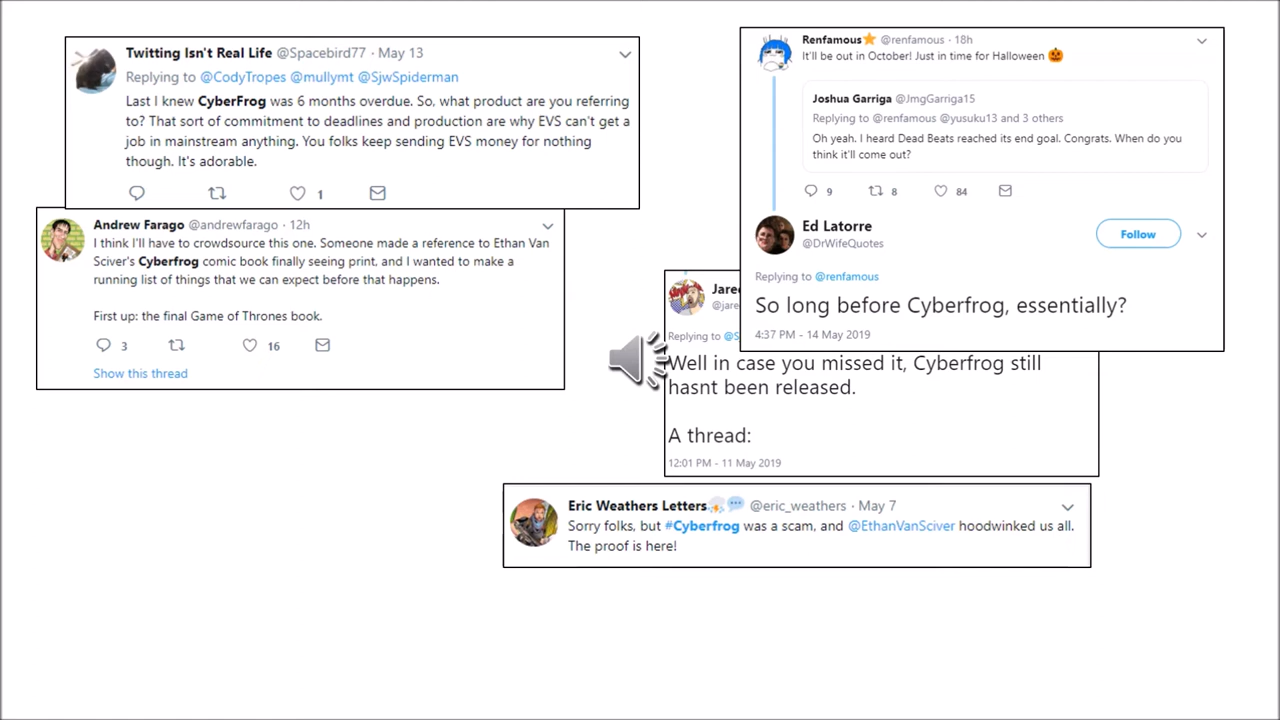 Twitting Isn't Real Life @Spacebird77 · May 13
Replying to @CodyTropes @mullymt @SjwSpiderman
Last I knew CyberFrog was 6 months overdue. So, what product are you referring
to? That sort of commitment to deadlines and production are why EVS can't get a
job in mainstream anything. You folks keep sending EVS money for nothing
though. It's adorable.
1
Andrew Farago @andrewfarago · 12h
I think I'll have to crowdsource this one. Someone made a reference to Ethan Van
Sciver's Cyberfrog comic book finally seeing print, and I wanted to make a
running list of things that we can expect before that happens.
First up: the final Game of Thrones book.
3 16
Show this thread
Renfamous⭐ @renfamous · 18h
It'll be out in October! Just in time for Halloween 🎃
Joshua Garriga @JmgGarriga15
Replying to @renfamous @yusuku13 and 3 others
Oh yeah. I heard Dead Beats reached its end goal. Congrats. When do you
think it'll come out?
9 8 84
Ed Latorre
@DrWifeQuotes
Follow
Replying to @renfamous
So long before Cyberfrog, essentially?
4:37 PM - 14 May 2019
Replying to
Well in case you missed it, Cyberfrog still
hasnt been released.
A thread:
12:01 PM - 11 May 2019
Eric Weathers Letters🌩💬 @eric_weathers · May 7
Sorry folks, but #Cyberfrog was a scam, and @EthanVanSciver hoodwinked us all.
The proof is here!